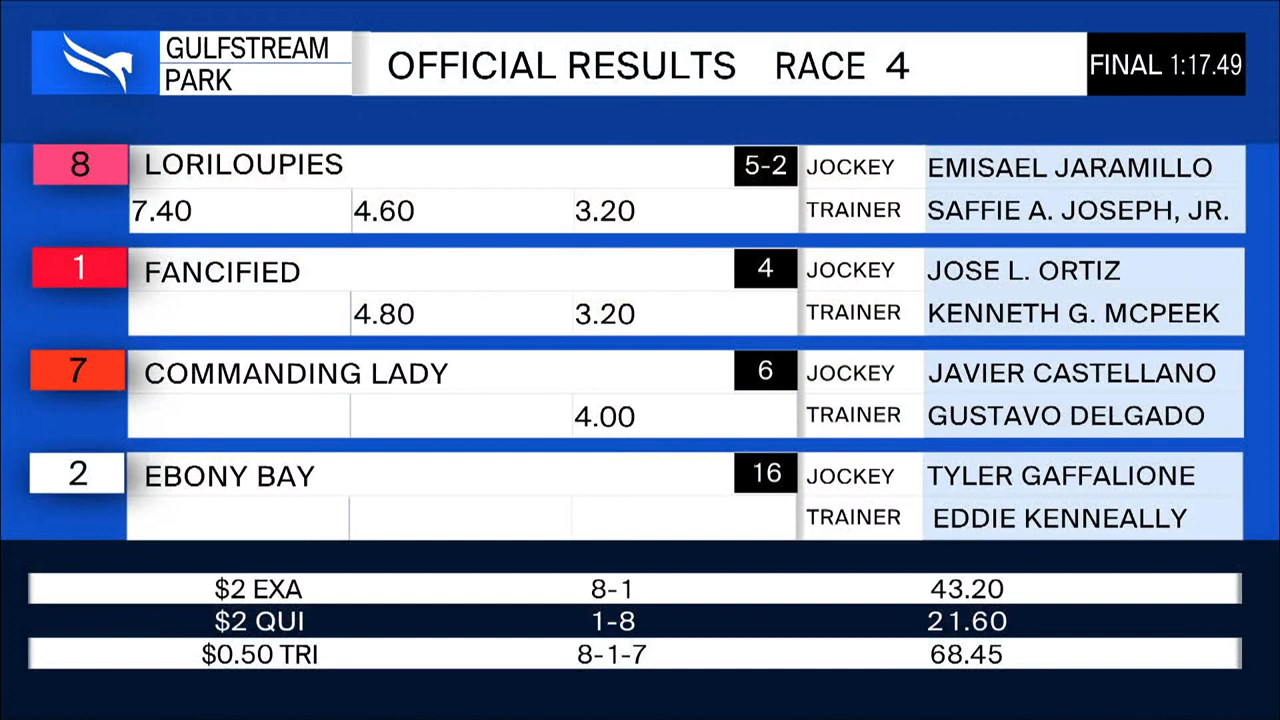 GULFSTREAM PARK OFFICIAL RESULTS RACE 4 FINAL 1:17.49
8 LORILOUPIES 5-2 JOCKEY EMISAEL JARAMILLO
7.40 4.60 3.20 TRAINER SAFFIE A. JOSEPH, JR.
1 FANCIFIED 4 JOCKEY JOSE L. ORTIZ
4.80 3.20 TRAINER KENNETH G. MCPEEK
7 COMMANDING LADY 6 JOCKEY JAVIER CASTELLANO
4.00 TRAINER GUSTAVO DELGADO
2 EBONY BAY 16 JOCKEY TYLER GAFFALIONE
TRAINER EDDIE KENNEALLY
$2 EXA 8-1 43.20
$2 QUI 1-8 21.60
$0.50 TRI 8-1-7 68.45